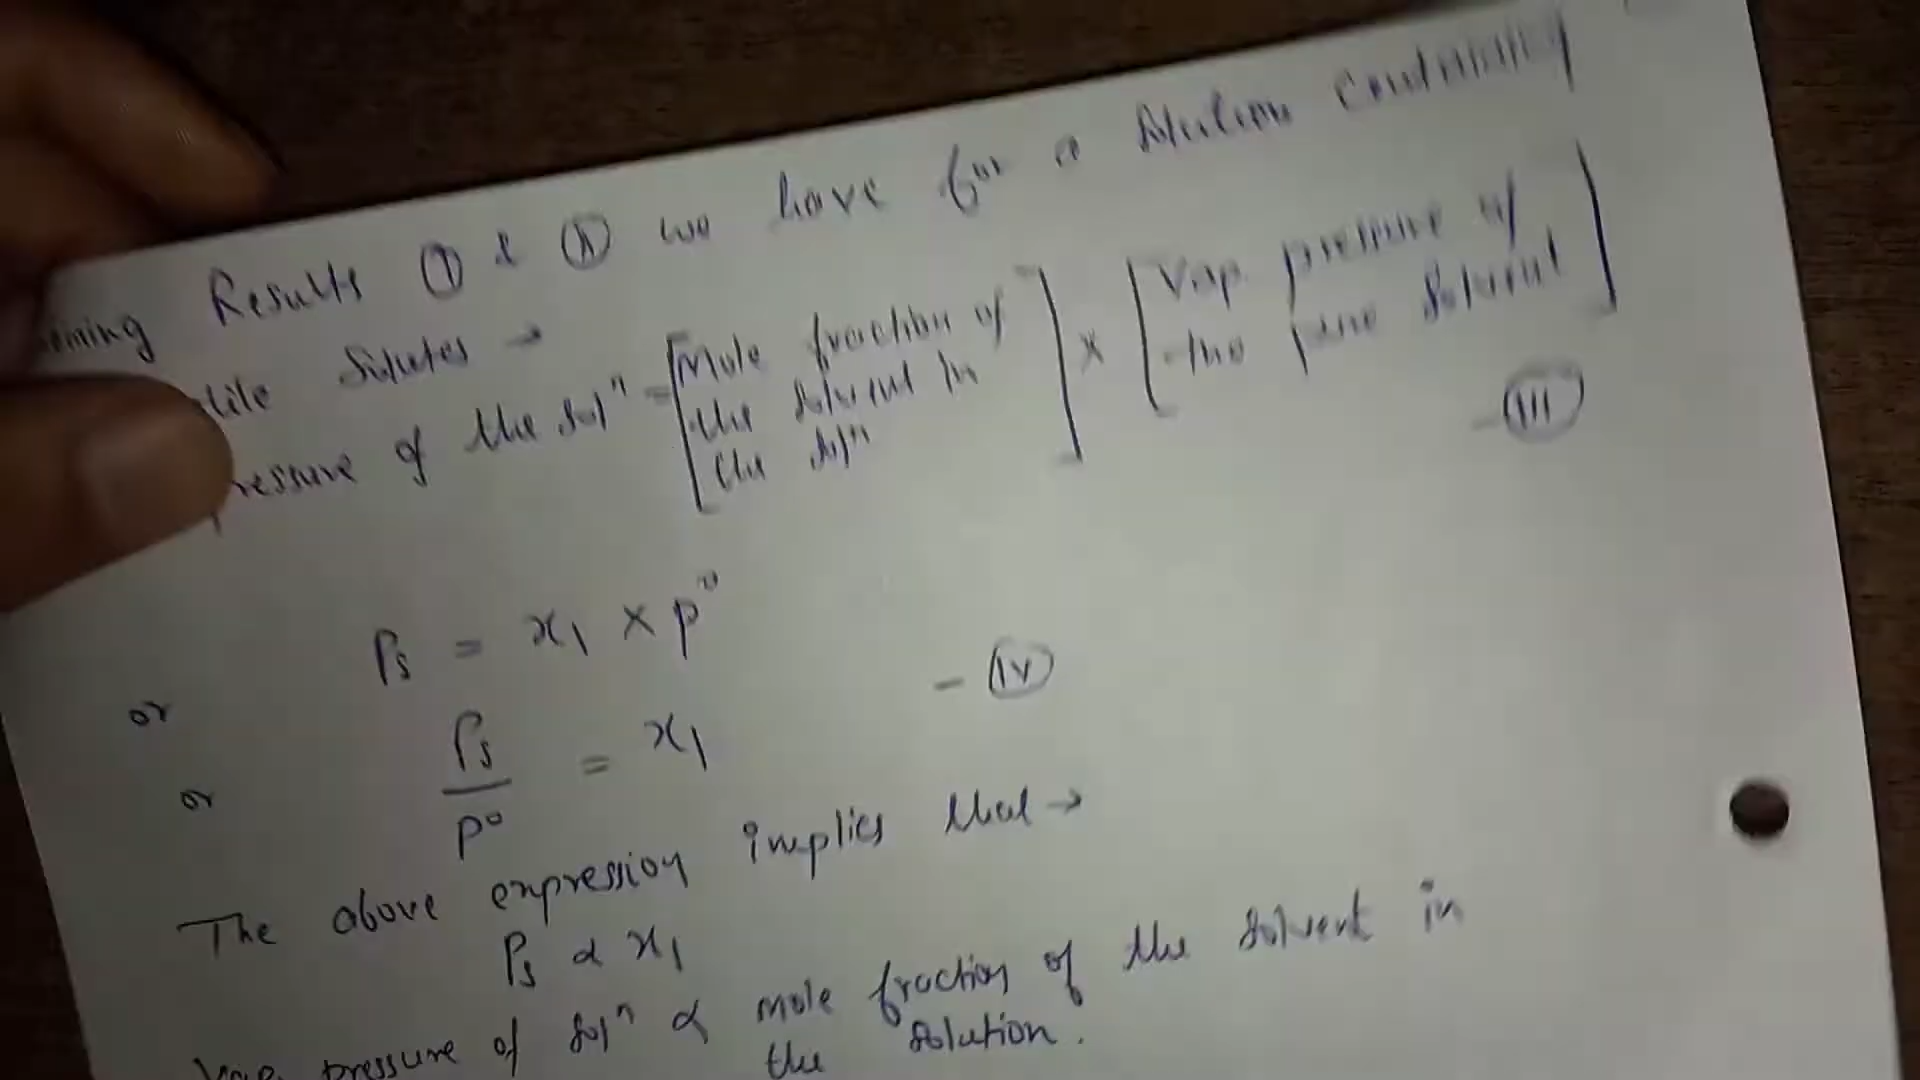 Results (I) & (II) we have for a solution containing
Solutes →
of the solⁿ = [Mole fraction of the solvent in the solⁿ] × [Vap. pressure of the pure solvent]
- (III)
or Ps = x₁ × p°
- (IV)
or Ps/p° = x₁
The above expression implies that →
Ps α x₁
pressure of solⁿ α mole fraction of the solvent in
the solution.